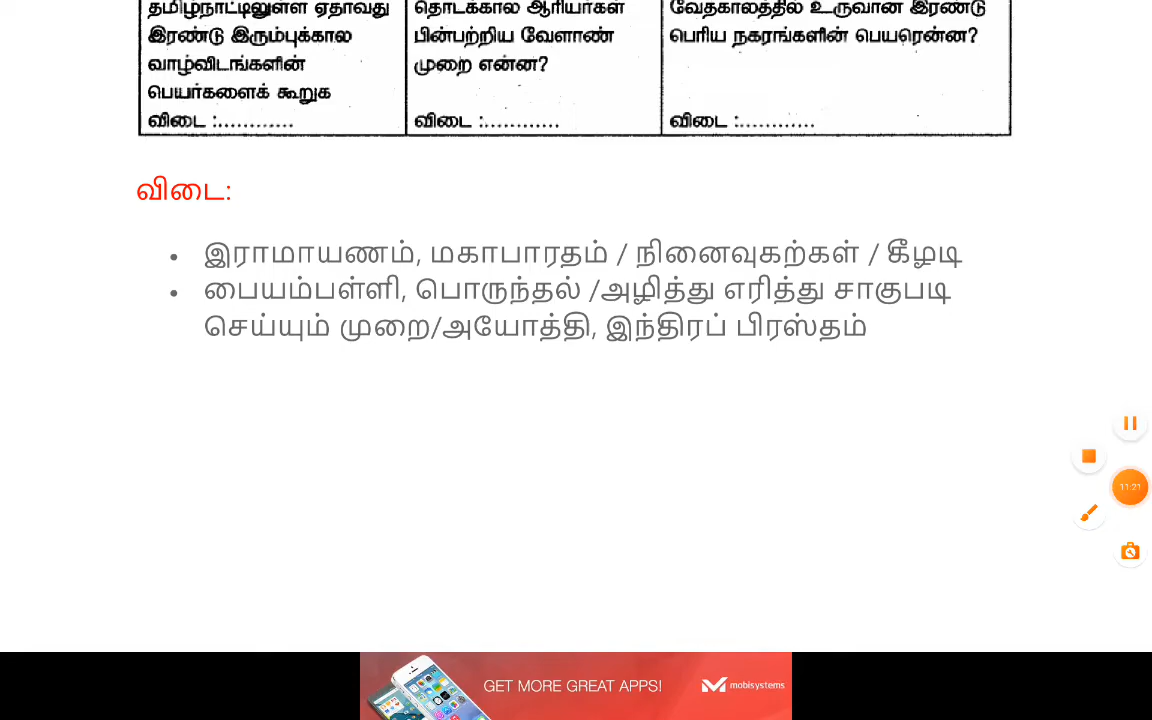 தமிழ்நாட்டிலுள்ள ஏதாவது
இரண்டு இரும்புக்கால
வாழ்விடங்களின்
பெயர்களைக் கூறுக
விடை :............
தொடக்கால ஆரியர்கள்
பின்பற்றிய வேளாண்
முறை என்ன?
விடை :............
வேதகாலத்தில் உருவான இரண்டு
பெரிய நகரங்களின் பெயரென்ன?
விடை :............
விடை:
• இராமாயணம், மகாபாரதம் / நினைவுகற்கள் / கீழடி
• பையம்பள்ளி, பொருந்தல் /அழித்து எரித்து சாகுபடி
செய்யும் முறை/அயோத்தி, இந்திரப் பிரஸ்தம்
11:21
GET MORE GREAT APPS!
mobisystems